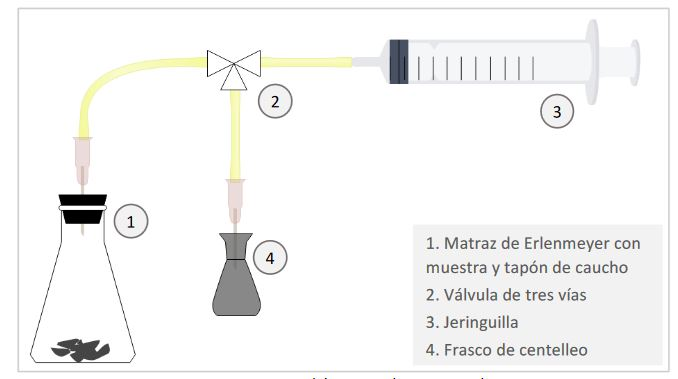 2
3
1
4
1. Matraz de Erlenmeyer con
muestra y tapón de caucho
2. Válvula de tres vías
3. Jeringuilla
4. Frasco de centelleo